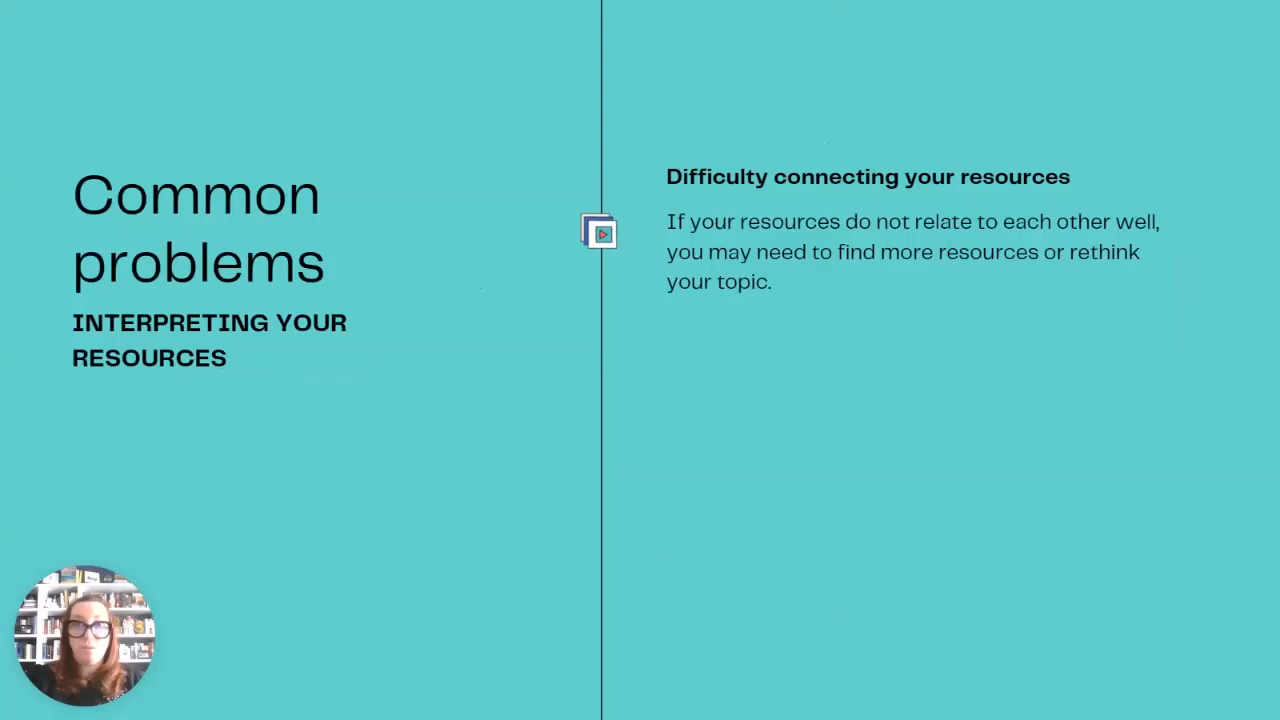 Common
problems
INTERPRETING YOUR
RESOURCES
Difficulty connecting your resources
If your resources do not relate to each other well,
you may need to find more resources or rethink
your topic.